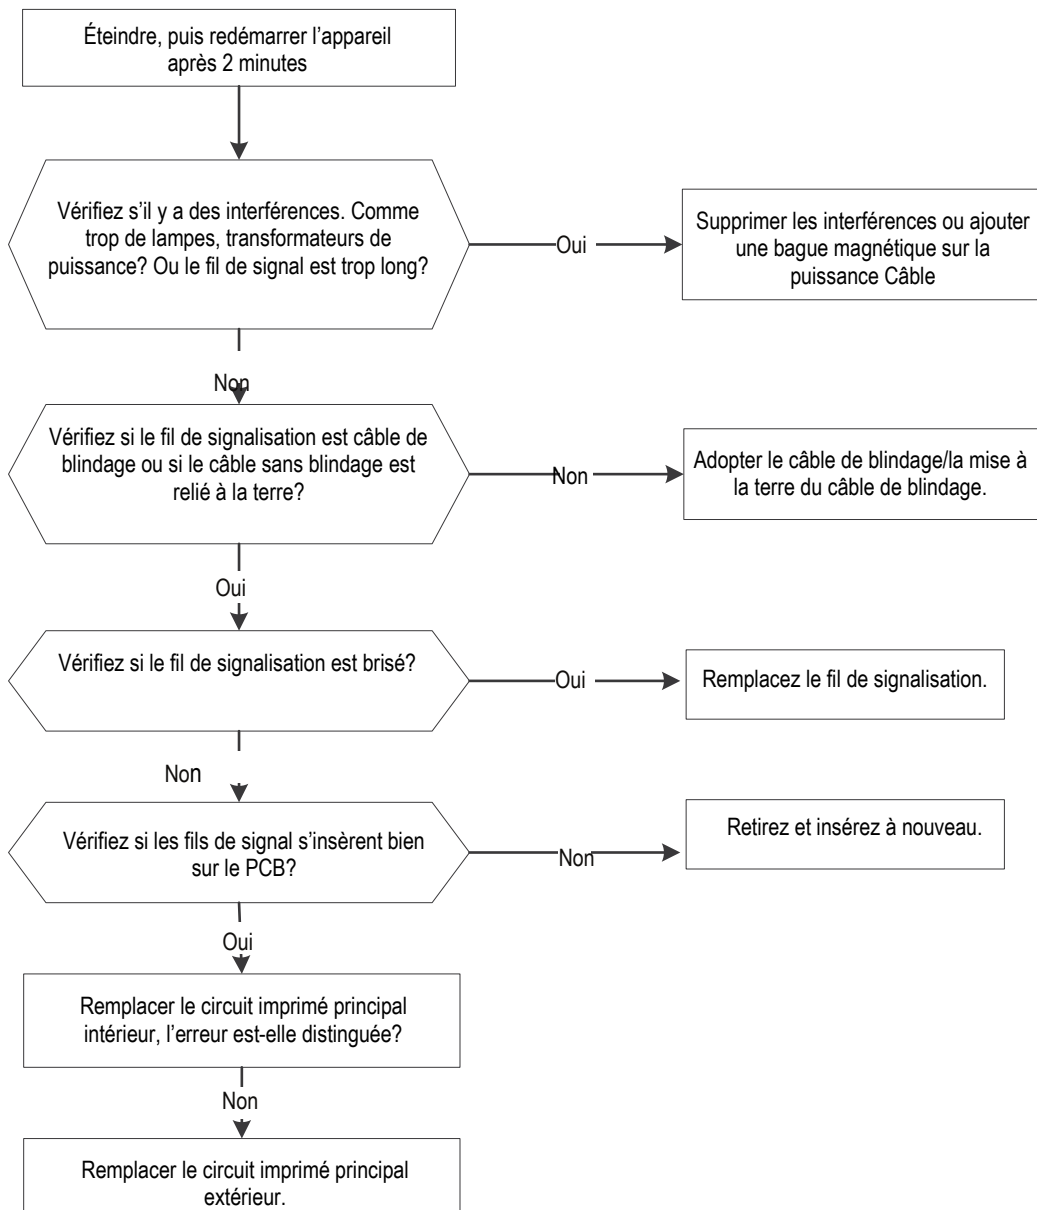 Éteindre, puis redémarrer l’appareil
après 2 minutes
Vérifiez s’il y a des interférences. Comme
trop de lampes, transformateurs de
puissance? Ou le fil de signal est trop long?
Oui
Supprimer les interférences ou ajouter
une bague magnétique sur la
puissance Câble
Non
Vérifiez si le fil de signalisation est câble de
blindage ou si le câble sans blindage est
relié à la terre?
Non
Adopter le câble de blindage/la mise à
la terre du câble de blindage.
Oui
Vérifiez si le fil de signalisation est brisé?
Oui
Remplacez le fil de signalisation.
Non
Vérifiez si les fils de signal s’insèrent bien
sur le PCB?
Non
Retirez et insérez à nouveau.
Oui
Remplacer le circuit imprimé principal
intérieur, l’erreur est-elle distinguée?
Non
Remplacer le circuit imprimé principal
extérieur.